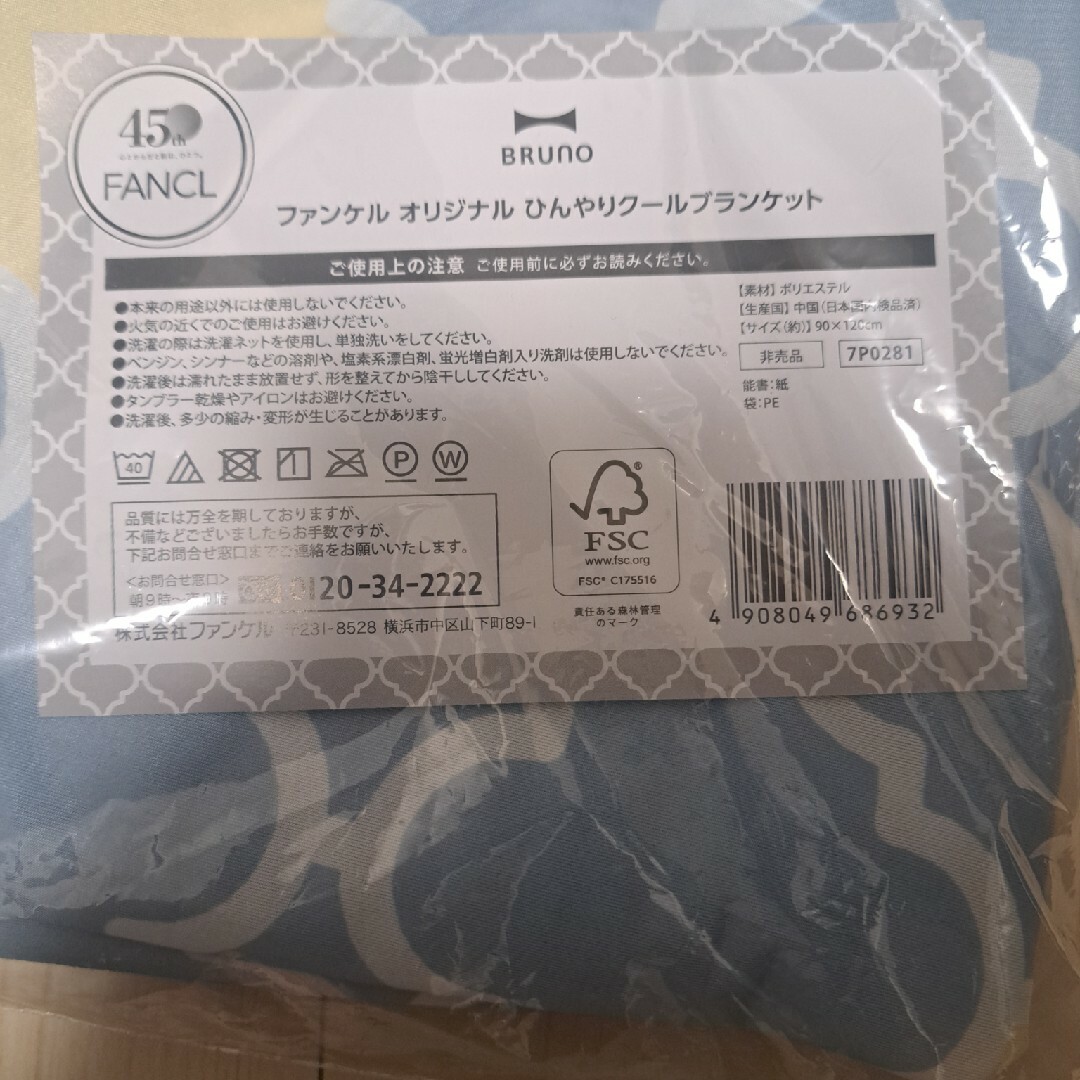 45th
FANCL
BRUNO
ファンケル オリジナル ひんやりクールブランケット
ご使用上の注意 ご使用前に必ずお読みください。
●本来の用途以外には使用しないでください。
●火気の近くでのご使用はお避けください。
●洗濯の際は洗濯ネットを使用し、単独洗いをしてください。
●ベンジン、シンナーなどの溶剤や、塩素系漂白剤、蛍光増白剤入り洗剤は使用しないでください。
●洗濯後は濡れたまま放置せず、形を整えてから陰干ししてください。
●タンブラー乾燥やアイロンはお避けください。
●洗濯後、多少の縮み・変形が生じることがあります。
【素材】ポリエステル
【生産国】中国(日本国内検品済)
【サイズ(約)】90×120cm
非売品 7P0281
能書:紙
袋:PE
40 P W
品質には万全を期しておりますが、
不備などございましたらお手数ですが、
下記お問合せ窓口までご連絡をお願いいたします。
<お問合せ窓口>
朝9時~ 20-34-2222
株式会社ファンケル 〒231-8528 横浜市中区山下町89-1
FSC
www.fsc.org
FSC® C175516
責任ある森林管理
のマーク
4 908049 686932